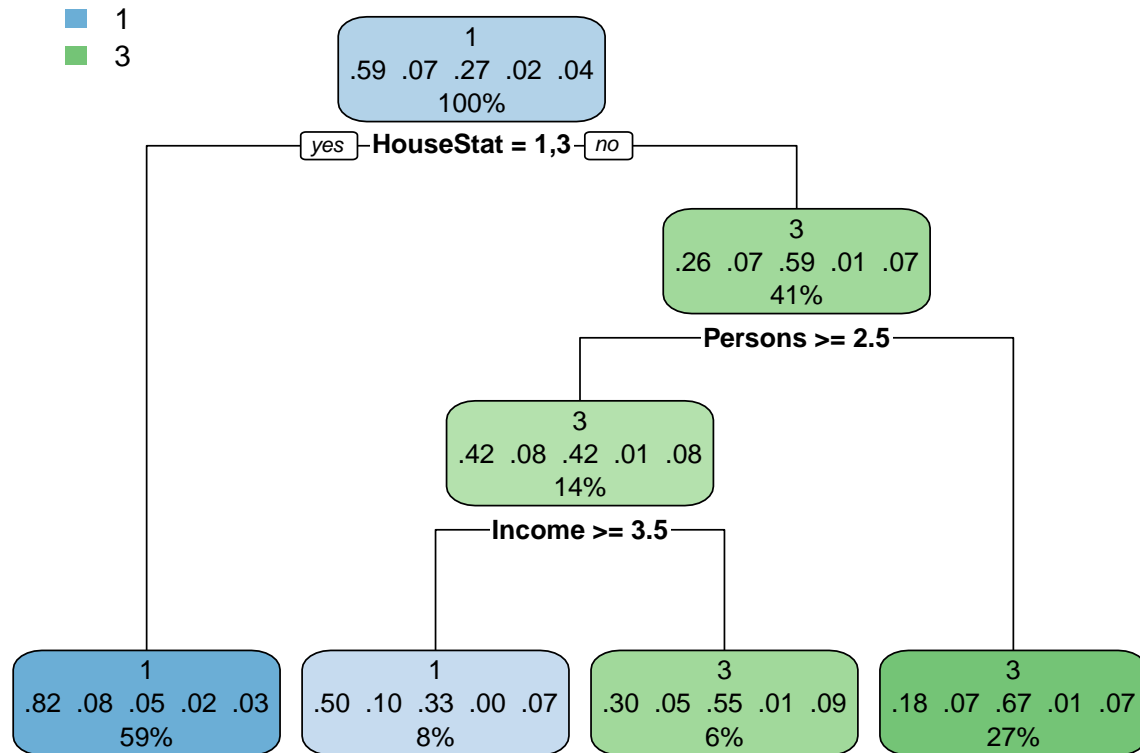 1
3
1
.59 .07 .27 .02 .04
100%
yes HouseStat = 1,3 no
3
.26 .07 .59 .01 .07
41%
Persons >= 2.5
3
.42 .08 .42 .01 .08
14%
Income >= 3.5
1
.82 .08 .05 .02 .03
59%
1
.50 .10 .33 .00 .07
8%
3
.30 .05 .55 .01 .09
6%
3
.18 .07 .67 .01 .07
27%